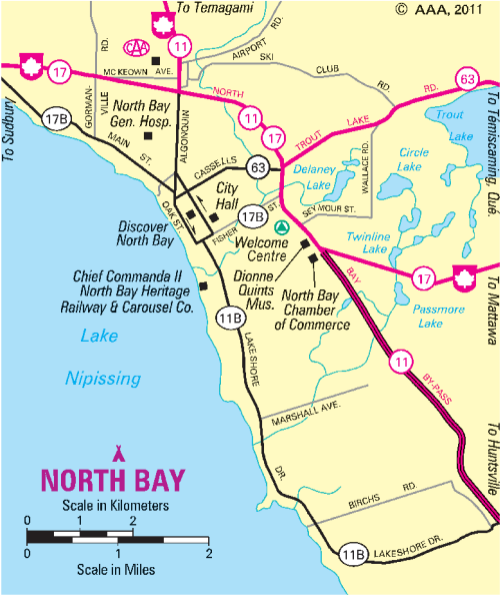 To Temagami
© AAA, 2011
11
CAA
AIRPORT
RD.
RD.
SKI
CLUB
RD.
MC KEOWN AVE.
17
63
NORTH
RD.
GORMAN-
VILLE
North Bay
Gen. Hosp.
ALGONQUIN
11
17
TROUT
LAKE
Trout
Lake
To Temiscaming, Que.
To Sudbury
17B
MAIN
ST.
CASSELLS
63
Delaney
Lake
WALLACE RD.
Circle
Lake
City
Hall
OAK ST.
17B
FISHER
ST.
SEYMOUR ST.
Discover
North Bay
Welcome
Centre
Twinline
Lake
Dionne
Quints
Mus.
North Bay
Chamber
of Commerce
BAY
17
To Mattawa
Chief Commanda II
North Bay Heritage
Railway & Carousel Co.
Passmore
Lake
11B
Lake
Nipissing
LAKE SHORE
11
BY-PASS
MARSHALL AVE.
To Huntsville
NORTH BAY
DR.
BIRCHS
RD.
Scale in Kilometers
0 1 2
0 1 2
Scale in Miles
11B
LAKESHORE DR.